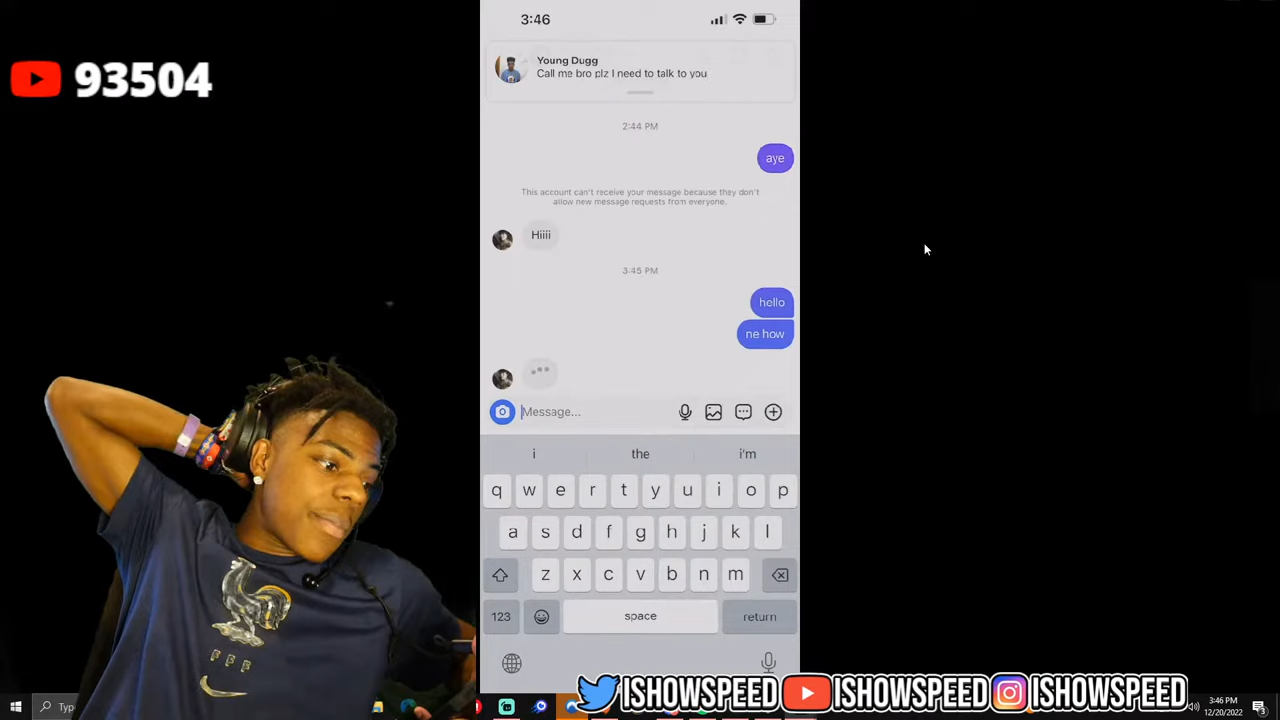 93504
3:46
Young Dugg
Call me bro plz I need to talk to you
2:44 PM
aye
This account can't receive your message because they don't
allow new message requests from everyone.
Hiiii
3:45 PM
hello
ne how
Message...
i the i'm
q w e r t y u i o p
a s d f g h j k l
z x c v b n m
123 space return
FFF
ISHOWSPEED ISHOWSPEED ISHOWSPEED
Typ
3:46 PM
12/20/2022